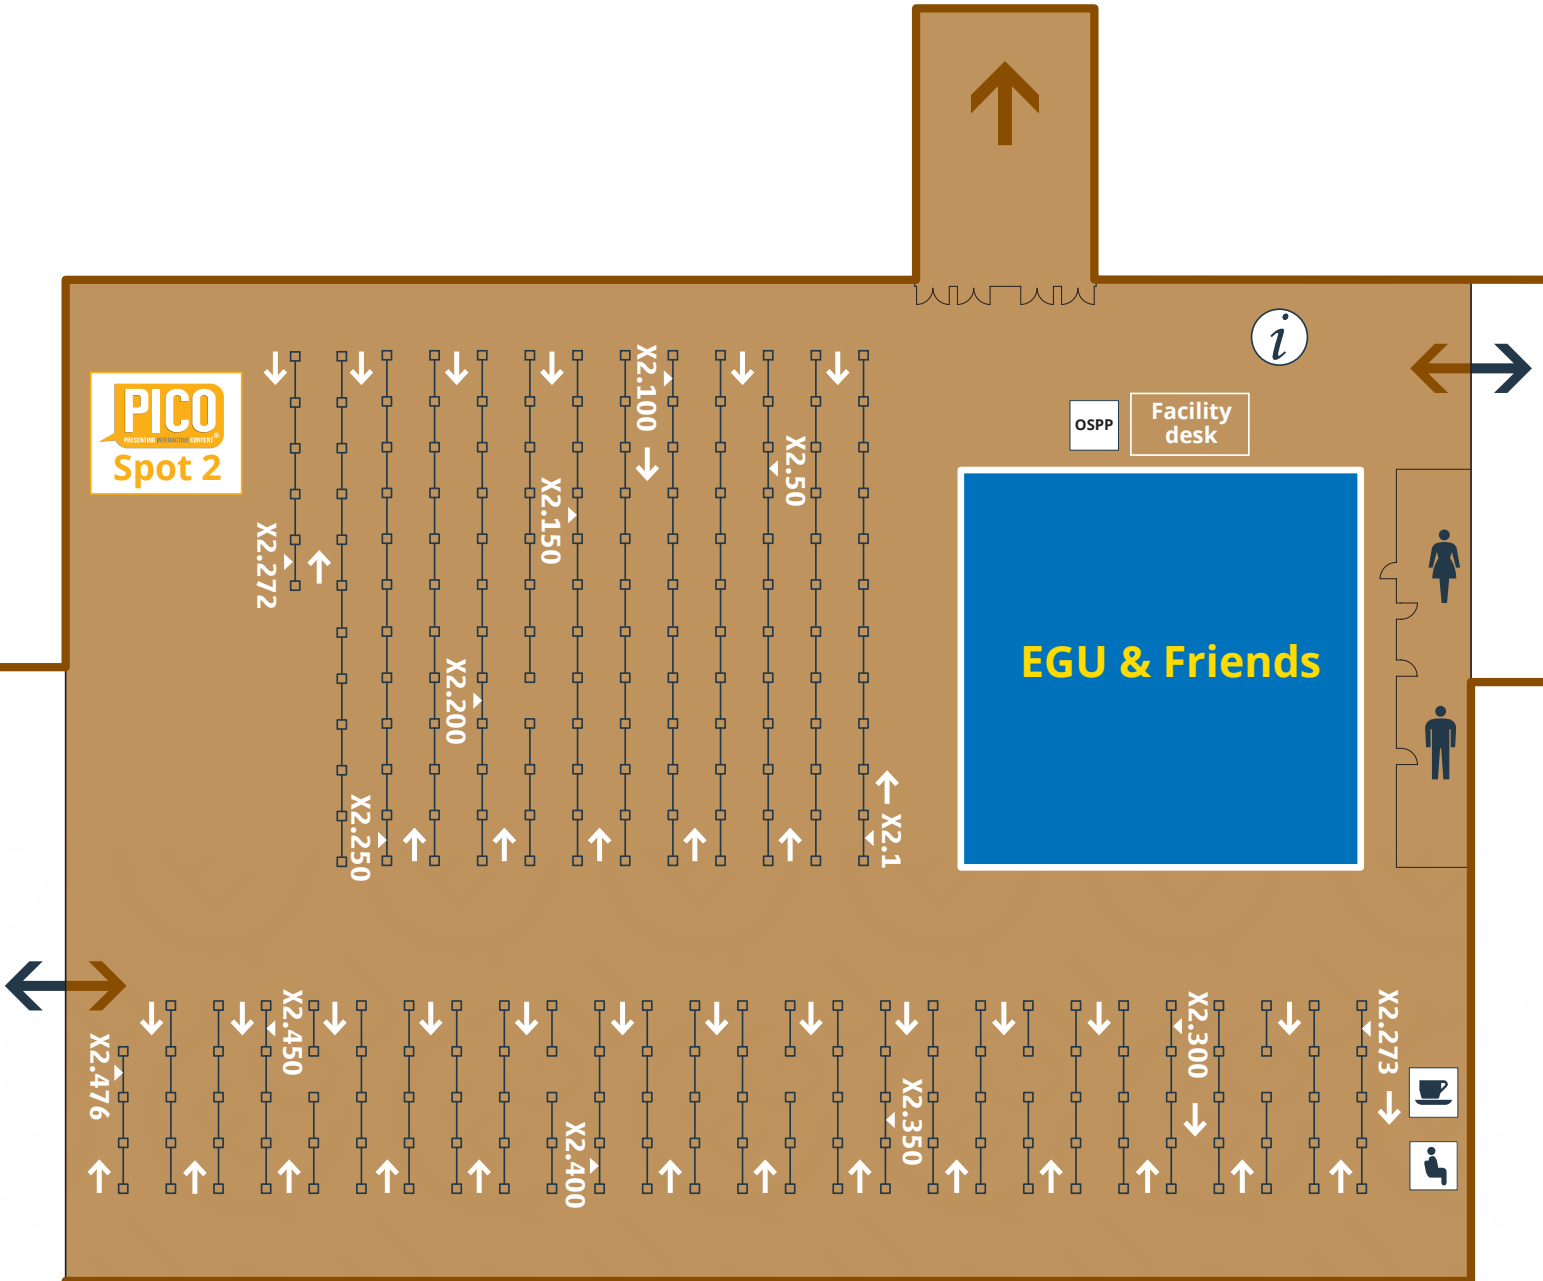 i
X2.100
PICO
PRESENTING INTERACTIVE CONTENT®
Spot 2
OSPP
Facility
desk
X2.50
X2.150
X2.272
EGU & Friends
X2.200
X2.250
X2.1
X2.450
X2.300
X2.273
X2.476
X2.350
X2.400